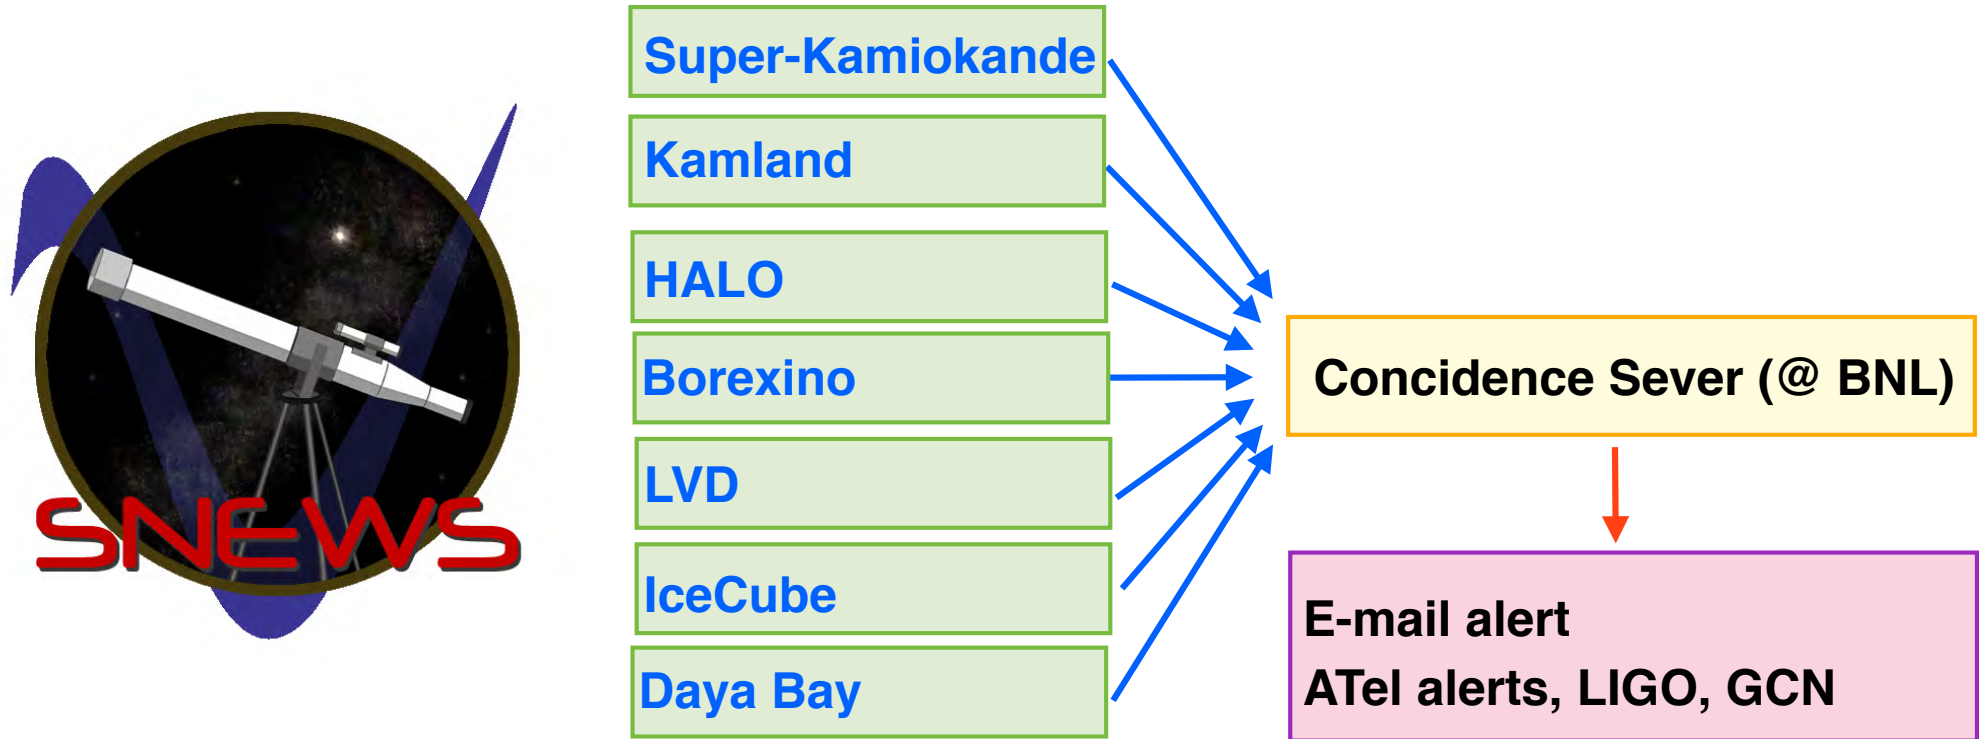 SNEWS
Super-Kamiokande
Kamland
HALO
Borexino
LVD
IceCube
Daya Bay
Concidence Sever (@ BNL)
E-mail alert
ATel alerts, LIGO, GCN